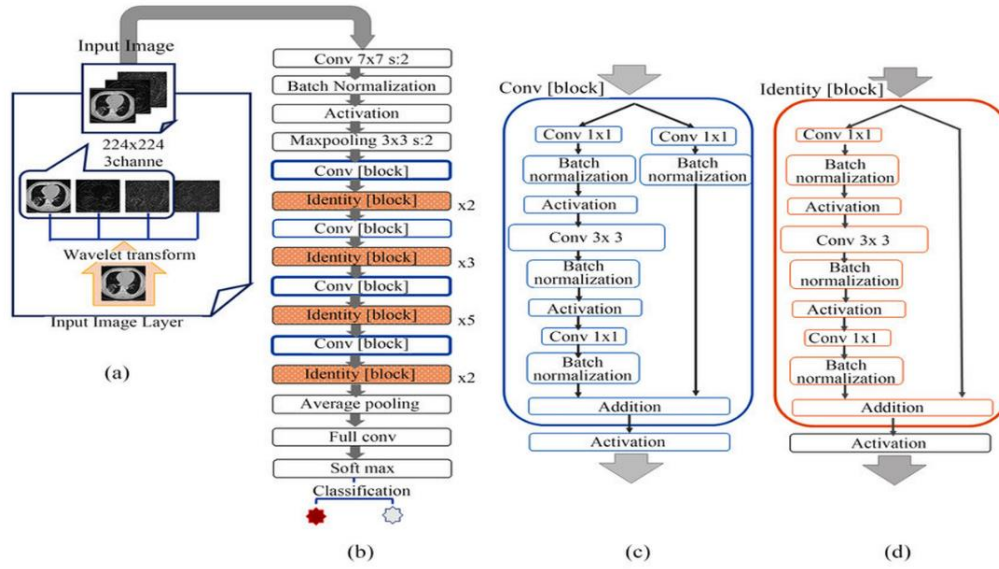 Input Image
224x224
3channe
Wavelet transform
Input Image Layer
(a)
Conv 7x7 s:2
Batch Normalization
Activation
Maxpooling 3x3 s:2
Conv [block]
Identity [block]
x2
Conv [block]
Identity [block]
x3
Conv [block]
Identity [block]
x5
Conv [block]
Identity [block]
x2
Average pooling
Full conv
Soft max
Classification
(b)
Conv [block]
Conv 1x1
Conv 1x1
Batch
normalization
Batch
normalization
Activation
Conv 3x 3
Batch
normalization
Activation
Conv 1x1
Batch
normalization
Addition
Activation
(c)
Identity [block]
Conv 1x1
Batch
normalization
Activation
Conv 3x 3
Batch
normalization
Activation
Conv 1x1
Batch
normalization
Addition
Activation
(d)